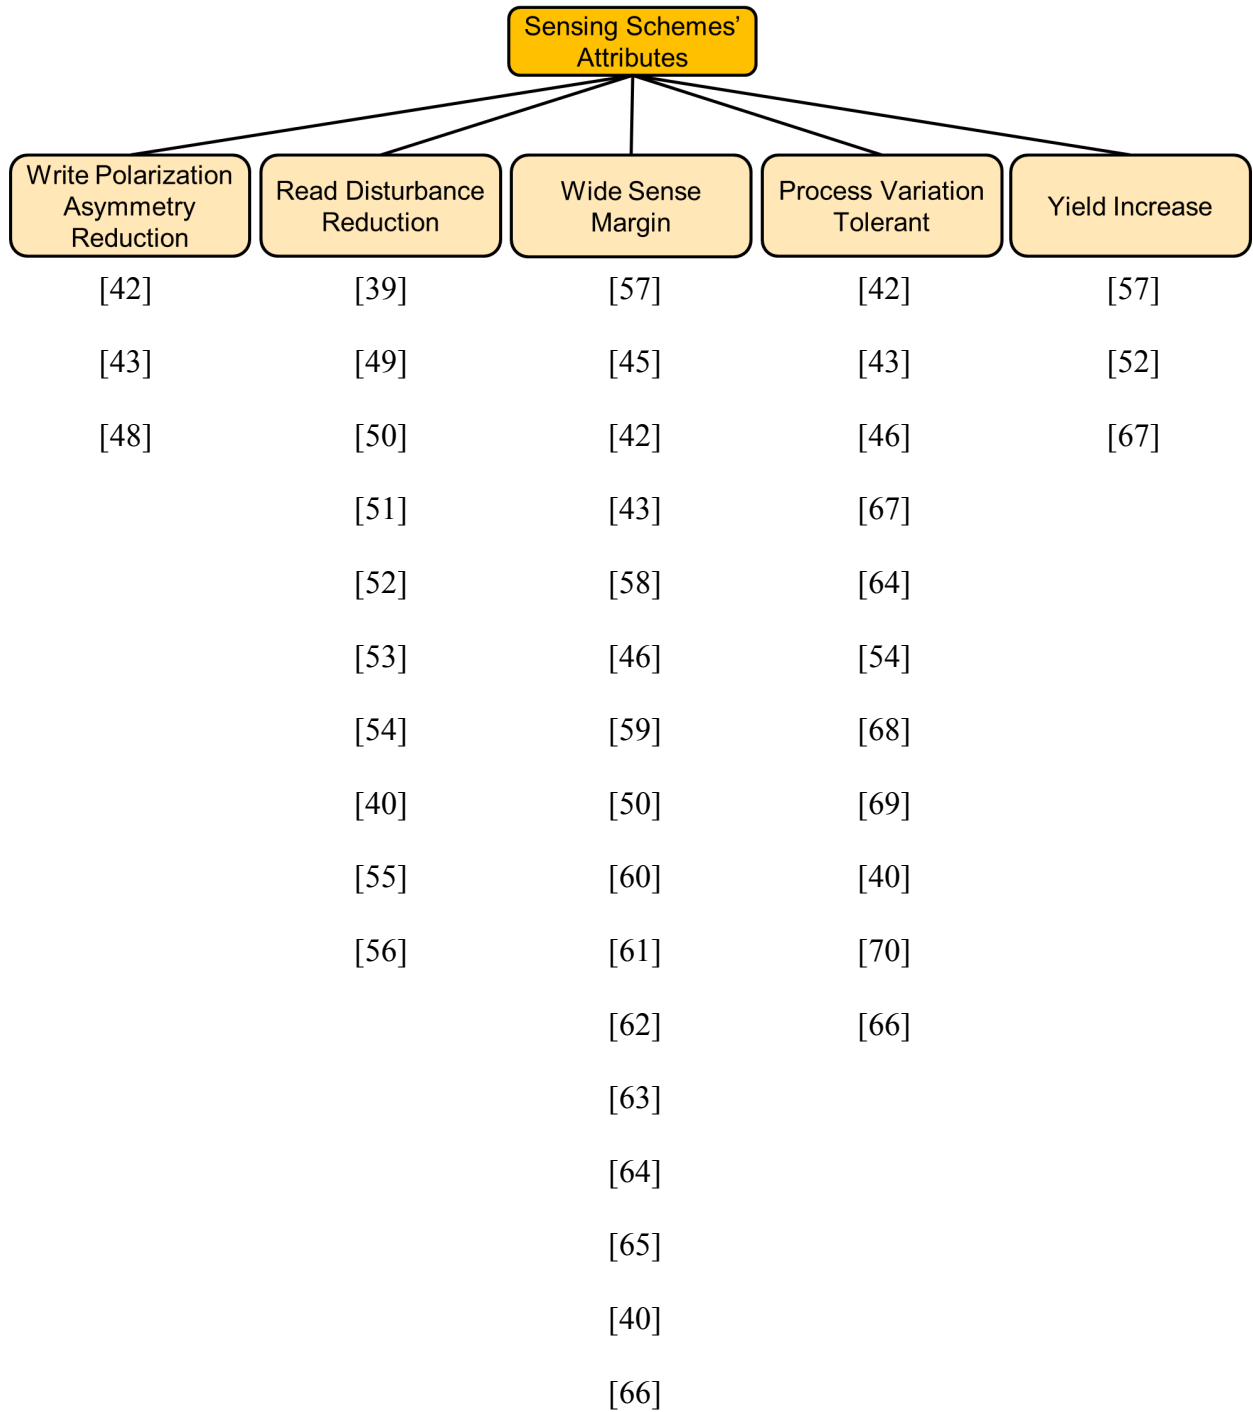 Sensing Schemes’
Attributes
Write Polarization
Asymmetry
Reduction
Read Disturbance
Reduction
Wide Sense
Margin
Process Variation
Tolerant
Yield Increase
[42] [39] [57] [42] [57]
[43] [49] [45] [43] [52]
[48] [50] [42] [46] [67]
[51] [43] [67]
[52] [58] [64]
[53] [46] [54]
[54] [59] [68]
[40] [50] [69]
[55] [60] [40]
[56] [61] [70]
[62] [66]
[63]
[64]
[65]
[40]
[66]